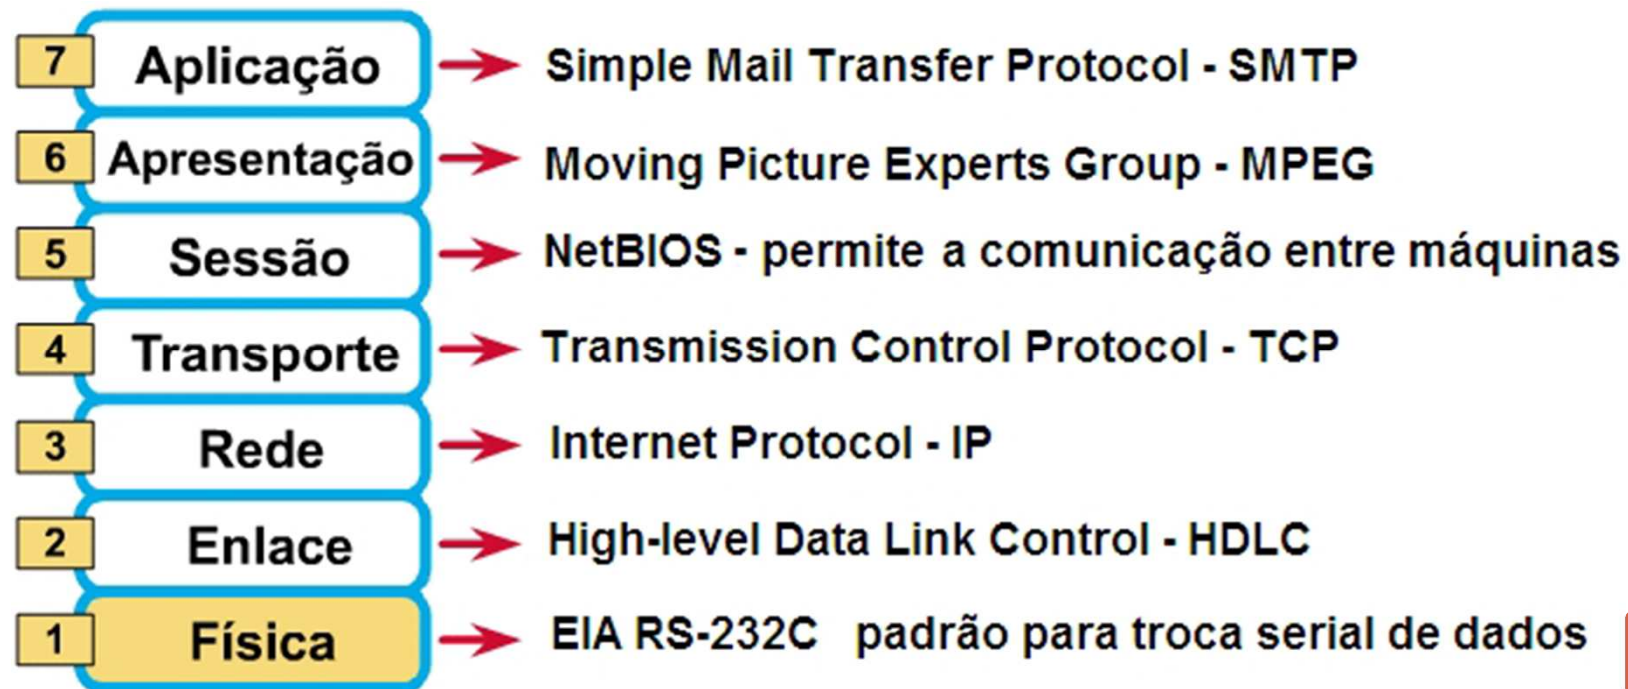 7 Aplicação Simple Mail Transfer Protocol - SMTP
6 Apresentação Moving Picture Experts Group - MPEG
5 Sessão NetBIOS - permite a comunicação entre máquinas
4 Transporte Transmission Control Protocol - TCP
3 Rede Internet Protocol - IP
2 Enlace High-level Data Link Control - HDLC
1 Física EIA RS-232C padrão para troca serial de dados